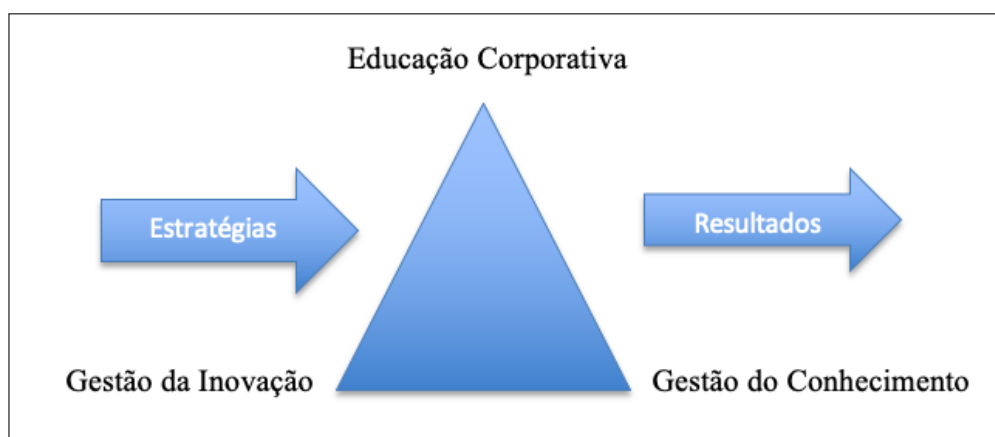 Educação Corporativa
Estratégias
Resultados
Gestão da Inovação
Gestão do Conhecimento